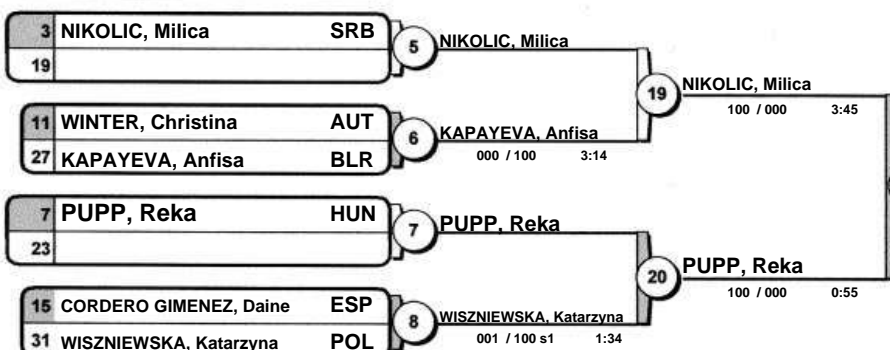 3 NIKOLIC, Milica SRB
19
5
NIKOLIC, Milica
11 WINTER, Christina AUT
27 KAPAYEVA, Anfisa BLR
6
KAPAYEVA, Anfisa
000 / 100 3:14
19
NIKOLIC, Milica
100 / 000 3:45
7 PUPP, Reka HUN
23
7
PUPP, Reka
15 CORDERO GIMENEZ, Daine ESP
31 WISZNIEWSKA, Katarzyna POL
8
WISZNIEWSKA, Katarzyna
001 / 100 s1 1:34
20
PUPP, Reka
100 / 000 0:55